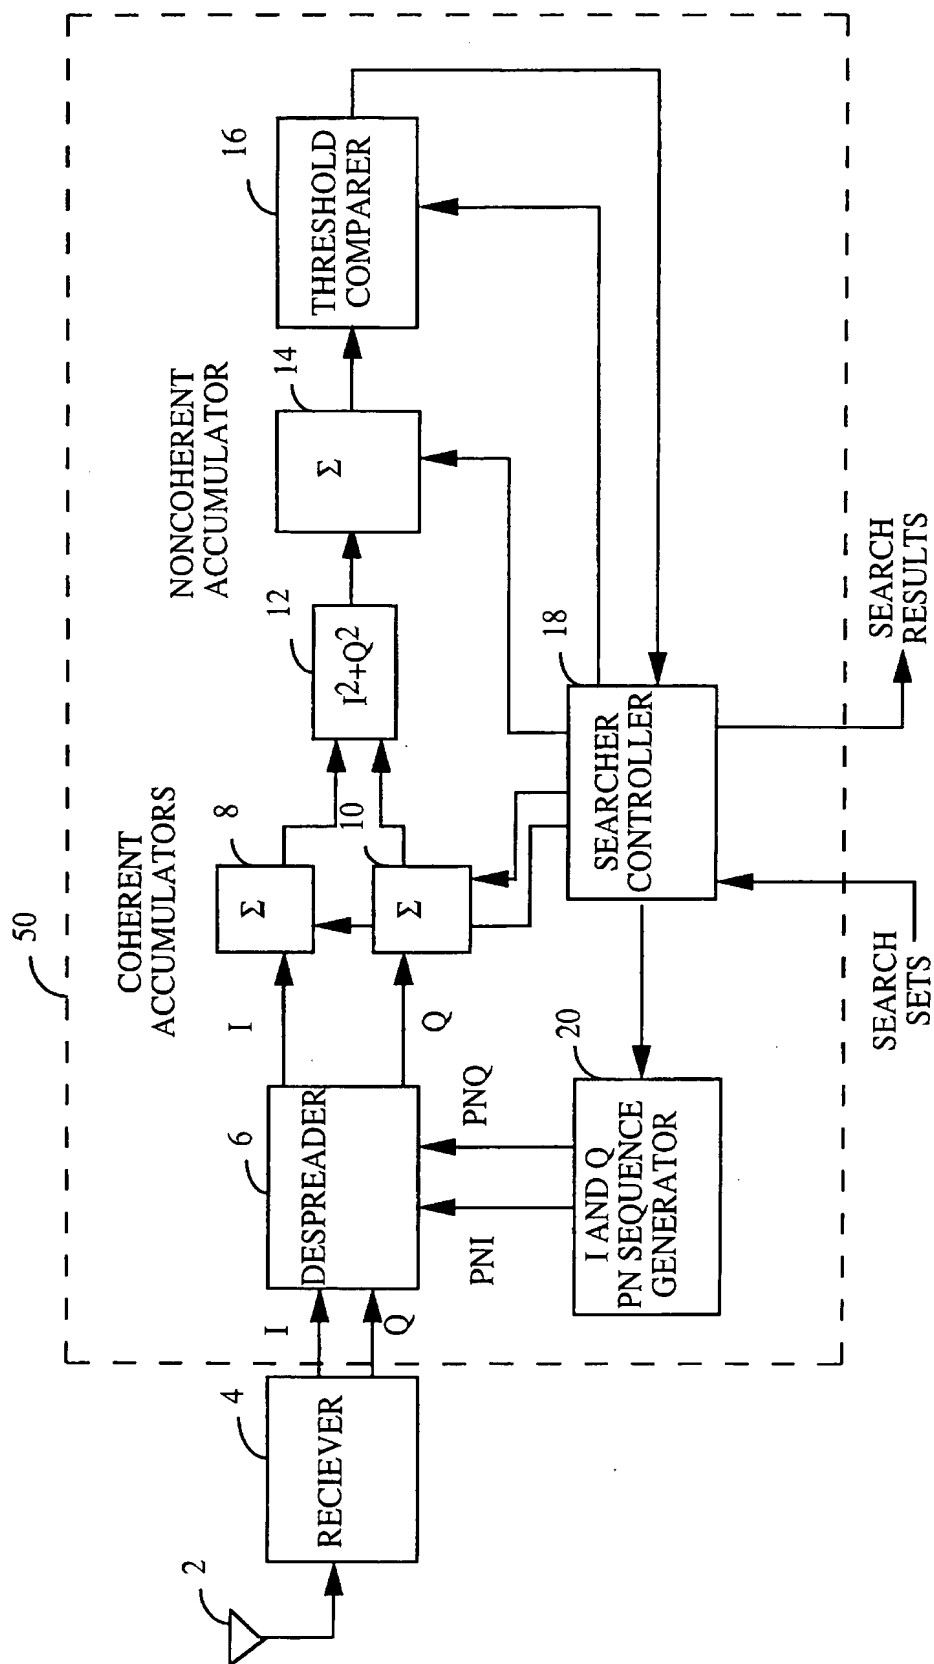 50
COHERENT
ACCUMULATORS
NONCOHERENT
ACCUMULATOR
2
4
RECIEVER
I
Q
6
DESPREADER
I
Q
8
Σ
10
Σ
12
I²+Q²
14
Σ
16
THRESHOLD
COMPARER
PNI
PNQ
20
I AND Q
PN SEQUENCE
GENERATOR
18
SEARCHER
CONTROLLER
SEARCH
SETS
SEARCH
RESULTS